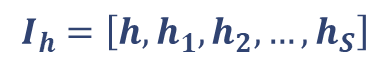 I_h = [h, h_1, h_2, …, h_S]